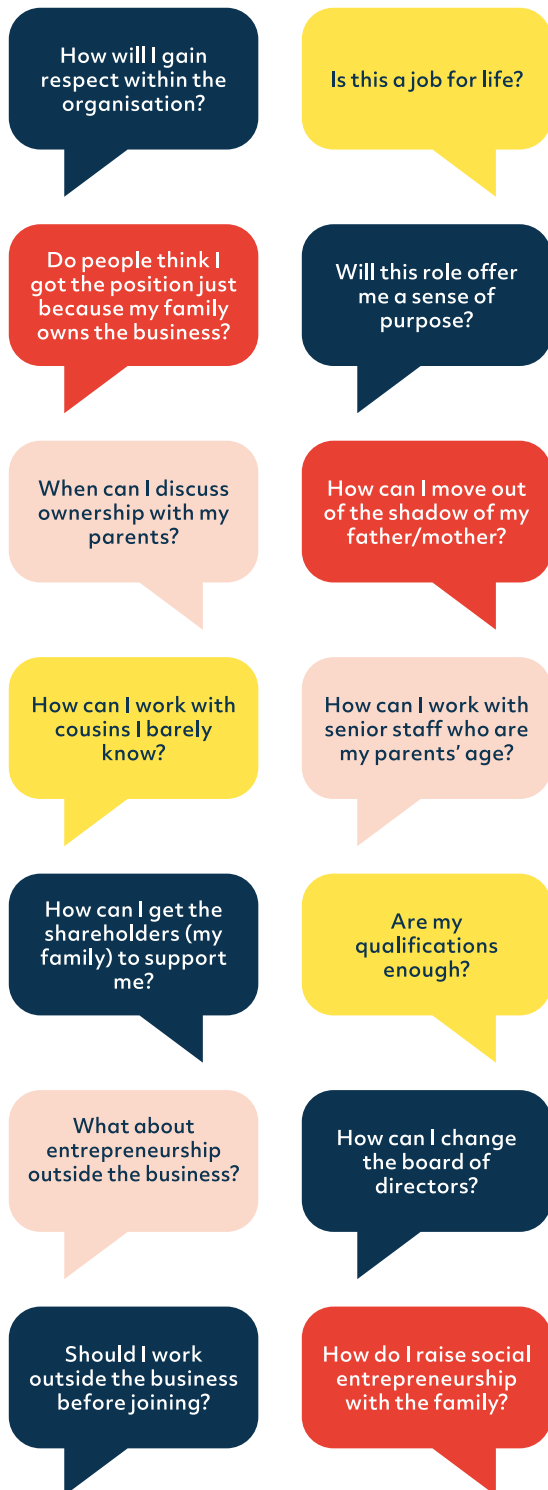 How will I gain
respect within the
organisation?
Is this a job for life?
Do people think I
got the position just
because my family
owns the business?
Will this role offer
me a sense of
purpose?
When can I discuss
ownership with my
parents?
How can I move out
of the shadow of my
father/mother?
How can I work with
cousins I barely
know?
How can I work with
senior staff who are
my parents’ age?
How can I get the
shareholders (my
family) to support
me?
Are my
qualifications
enough?
What about
entrepreneurship
outside the business?
How can I change
the board of
directors?
Should I work
outside the business
before joining?
How do I raise social
entrepreneurship
with the family?